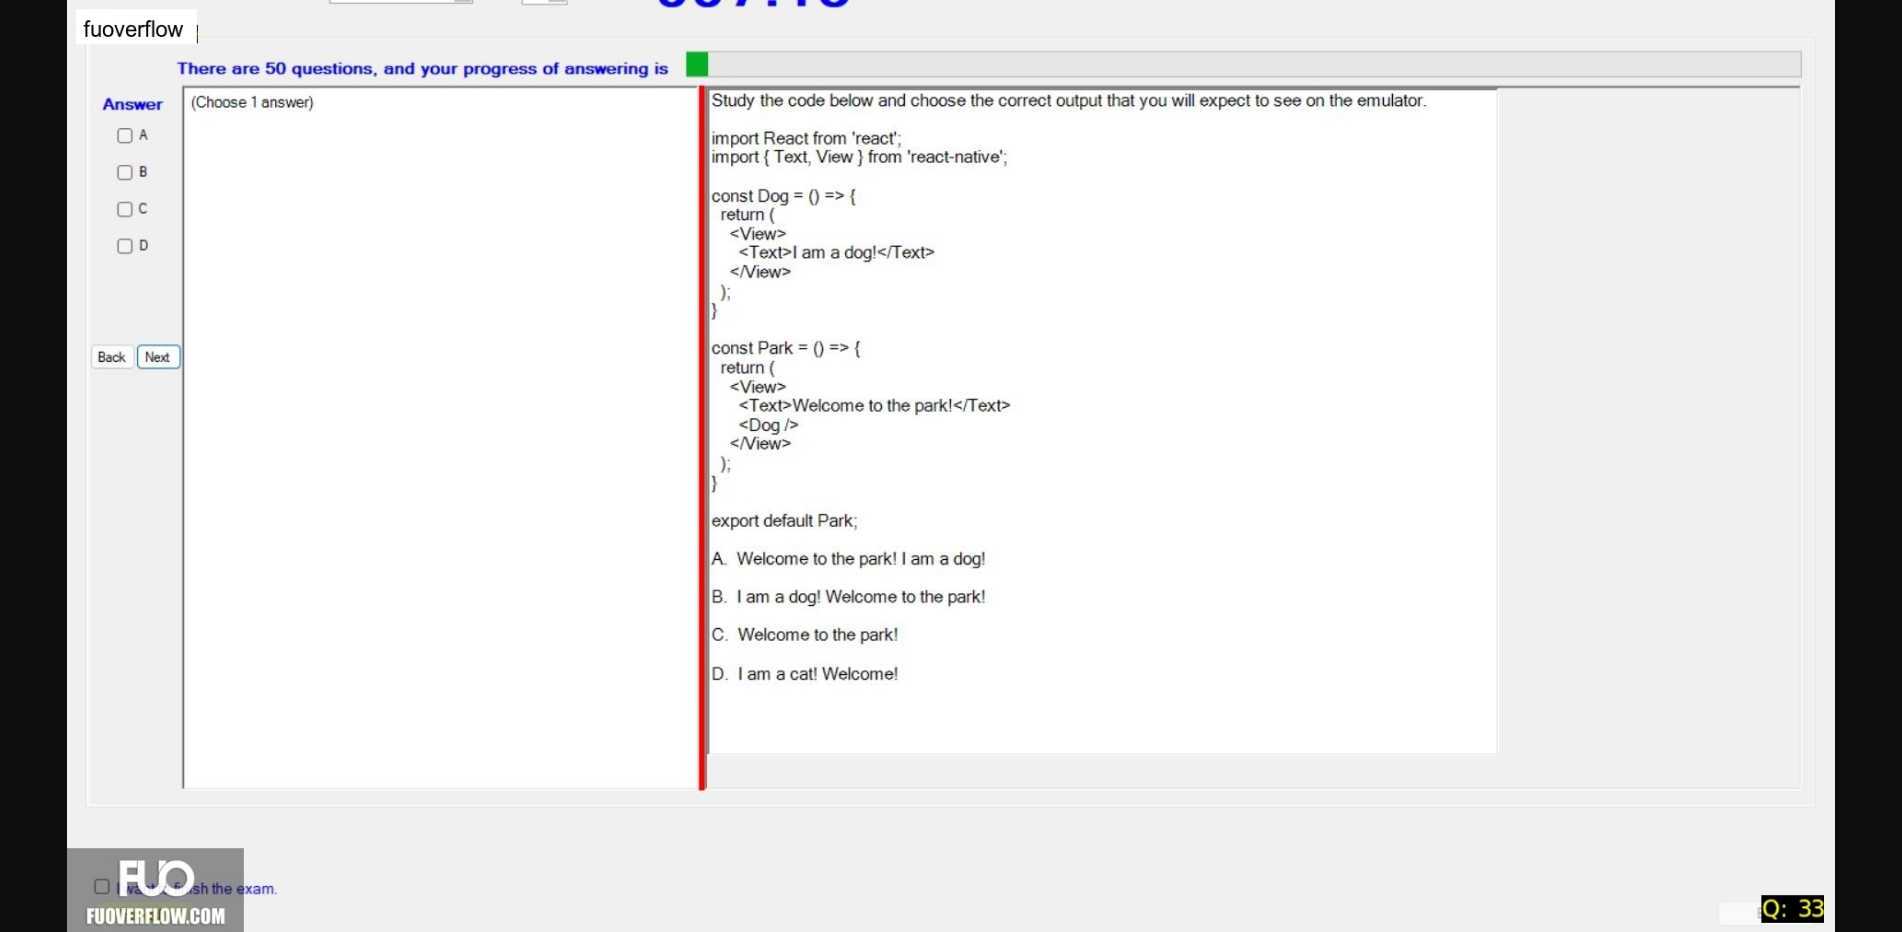 fuoverflow
There are 50 questions, and your progress of answering is
Answer
A
B
C
D
Back Next
(Choose 1 answer)
Study the code below and choose the correct output that you will expect to see on the emulator.
import React from 'react';
import { Text, View } from 'react-native';
const Dog = () => {
return (
<View>
<Text>I am a dog!</Text>
</View>
);
}
const Park = () => {
return (
<View>
<Text>Welcome to the park!</Text>
<Dog />
</View>
);
}
export default Park;
A. Welcome to the park! I am a dog!
B. I am a dog! Welcome to the park!
C. Welcome to the park!
D. I am a cat! Welcome!
FUO
sh the exam.
FUOVERFLOW.COM
Q: 33